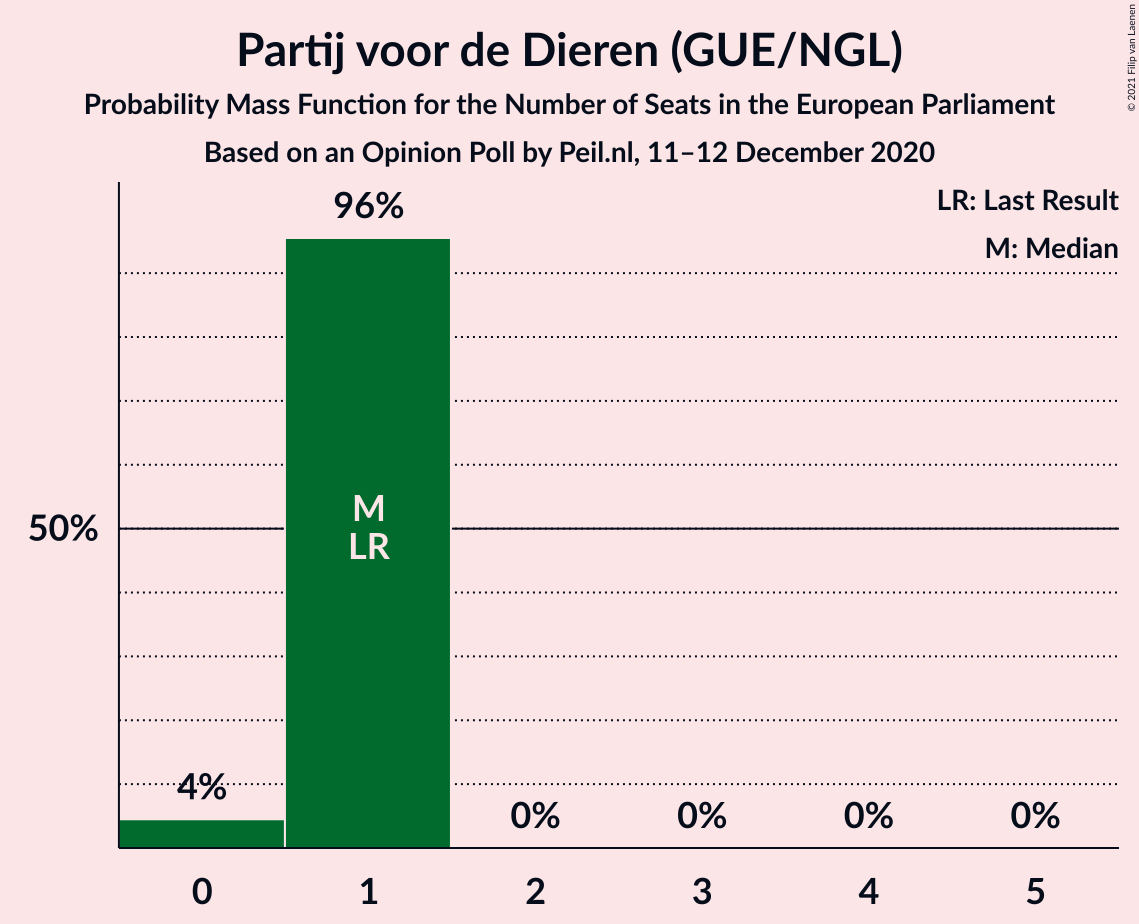 Partij voor de Dieren (GUE/NGL)
Probability Mass Function for the Number of Seats in the European Parliament
Based on an Opinion Poll by Peil.nl, 11–12 December 2020
© 2021 Filip van Laenen
LR: Last Result
M: Median
96%
M
LR
50%
4%
0%
0%
0%
0%
0
1
2
3
4
5